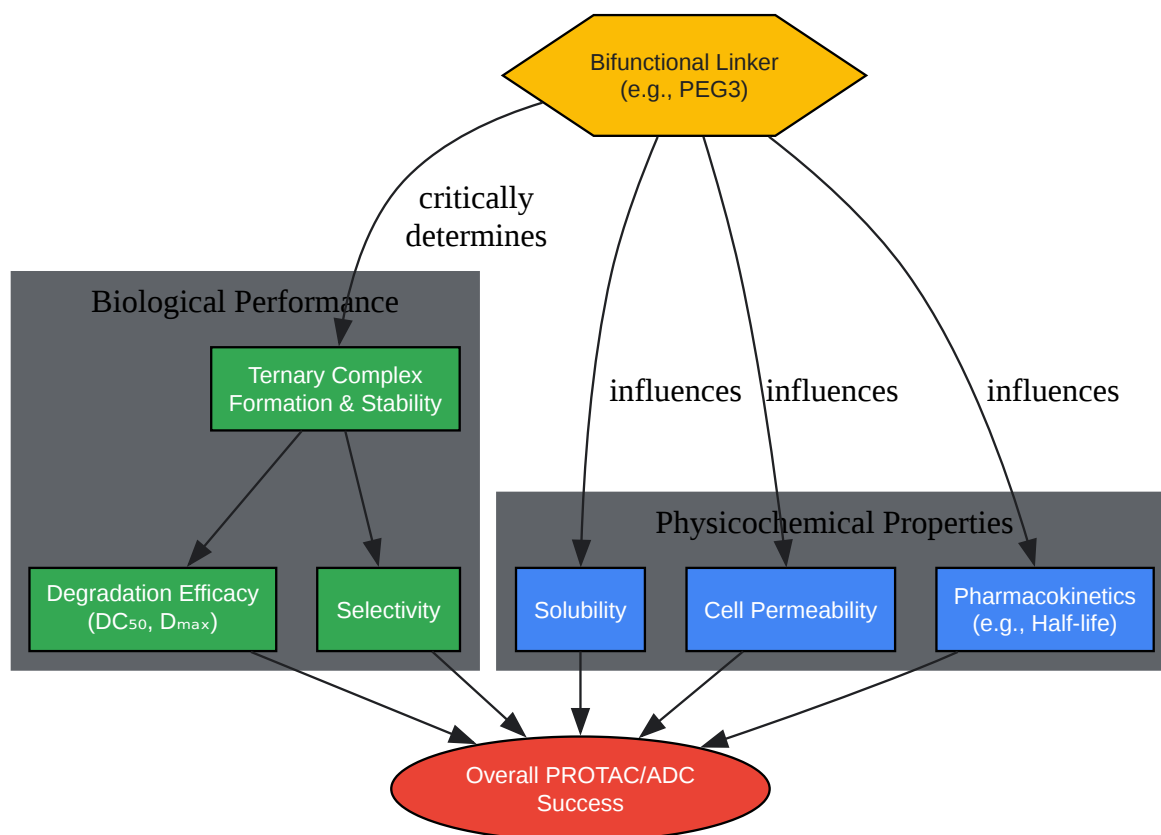 Bifunctional Linker
(e.g., PEG3)
critically
determines
Biological Performance
Ternary Complex
Formation & Stability
influences
influences
influences
Physicochemical Properties
Degradation Efficacy
(DC₅₀, Dₘₐₓ)
Selectivity
Solubility
Cell Permeability
Pharmacokinetics
(e.g., Half-life)
Overall PROTAC/ADC
Success